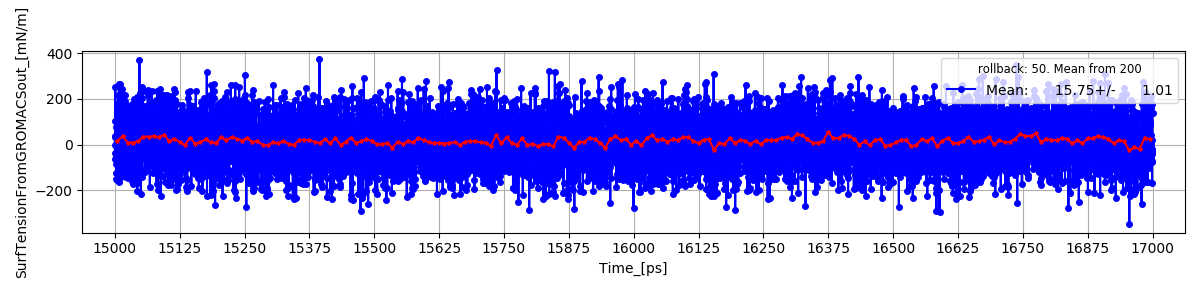 SurfTensionFromGROMACSout_[mN/m]
400
200
0
−200
rollback: 50. Mean from 200
Mean: 15.75+/- 1.01
15000 15125 15250 15375 15500 15625 15750 15875 16000 16125 16250 16375 16500 16625 16750 16875 17000
Time_[ps]